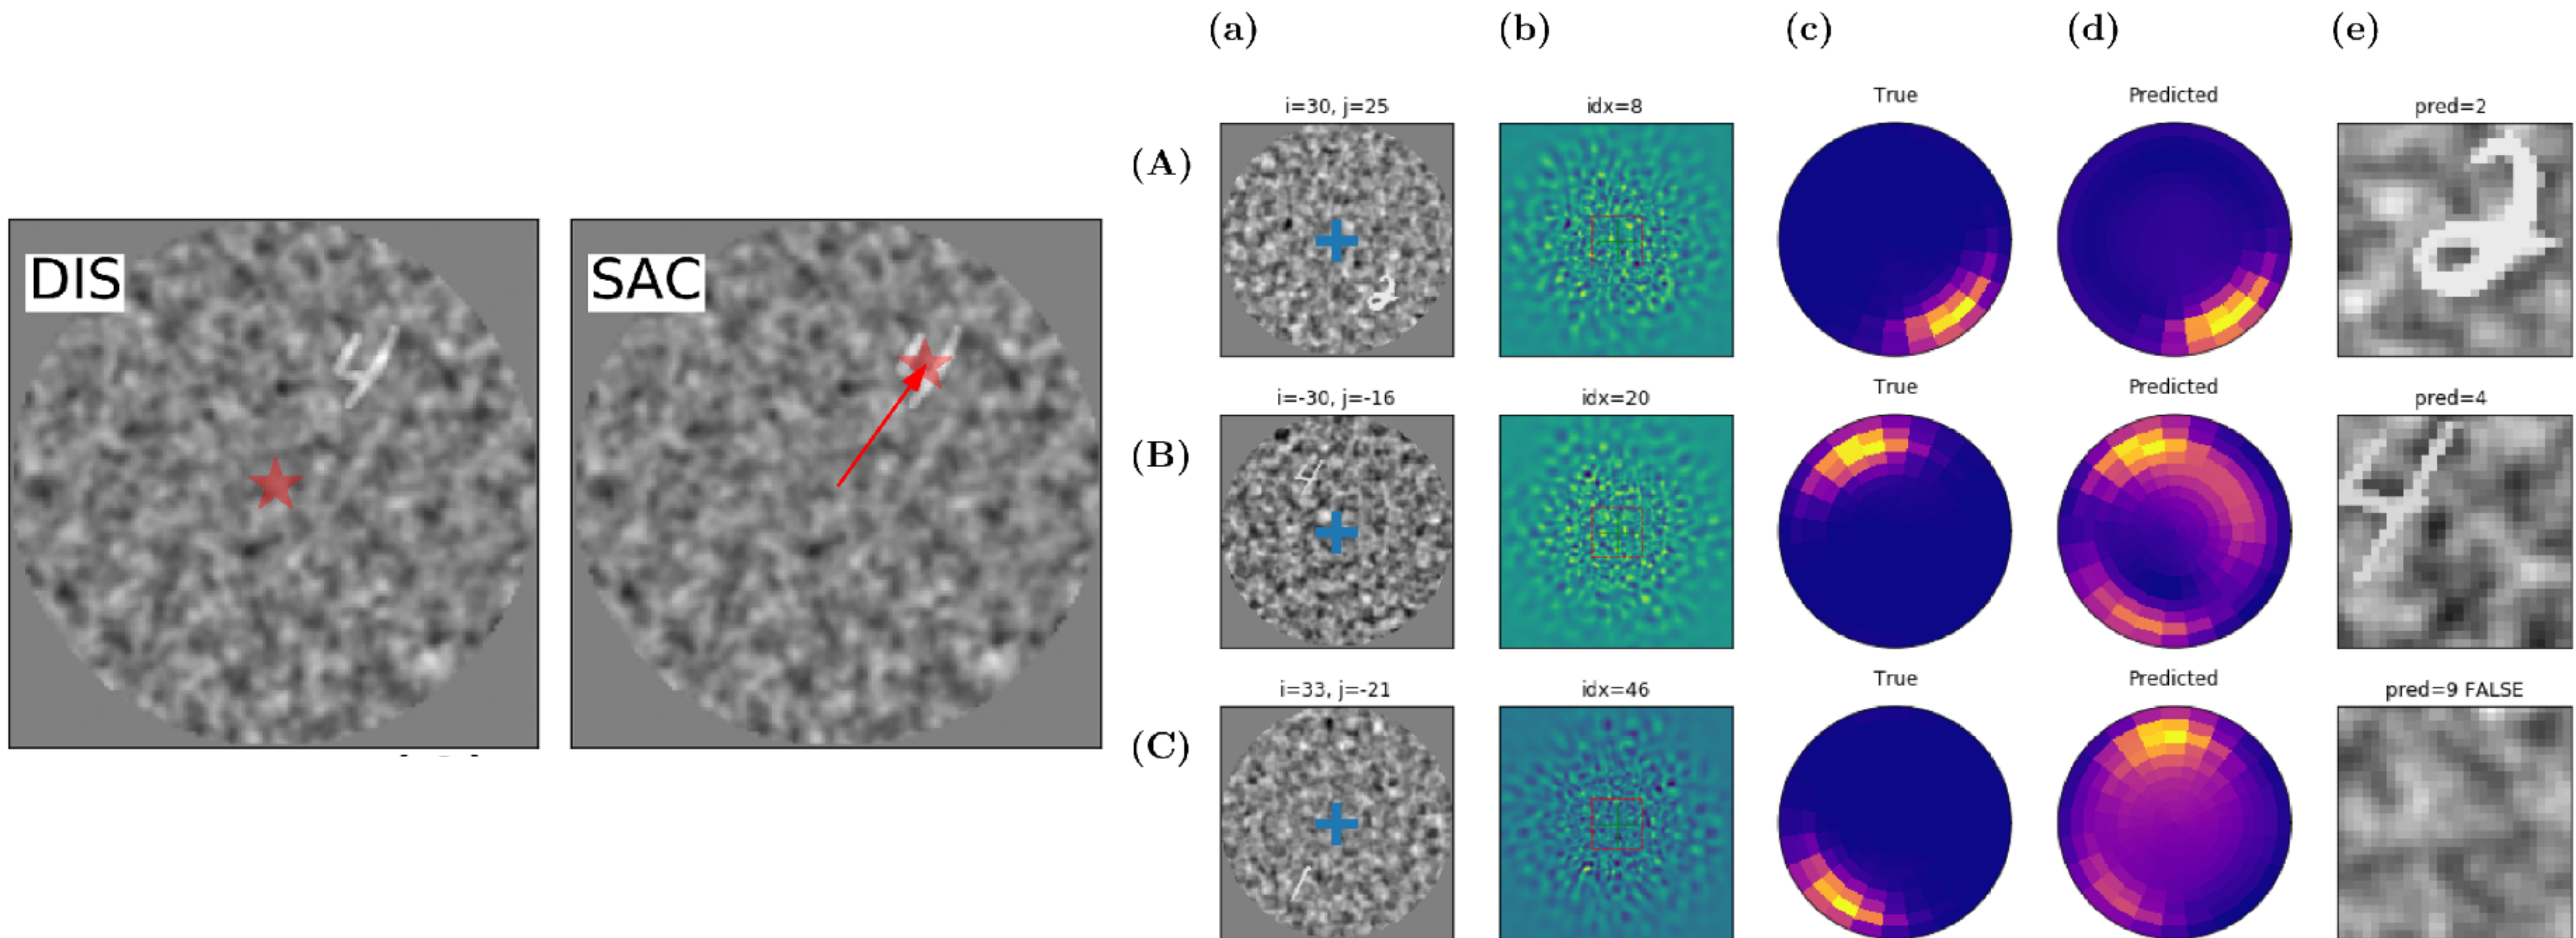 (a) (b) (c) (d) (e)
i=30, j=25 idx=8 True Predicted pred=2
(A)
DIS SAC
i=-30, j=-16 idx=20 True Predicted pred=4
(B)
i=33, j=-21 idx=46 True Predicted pred=9 FALSE
(C)